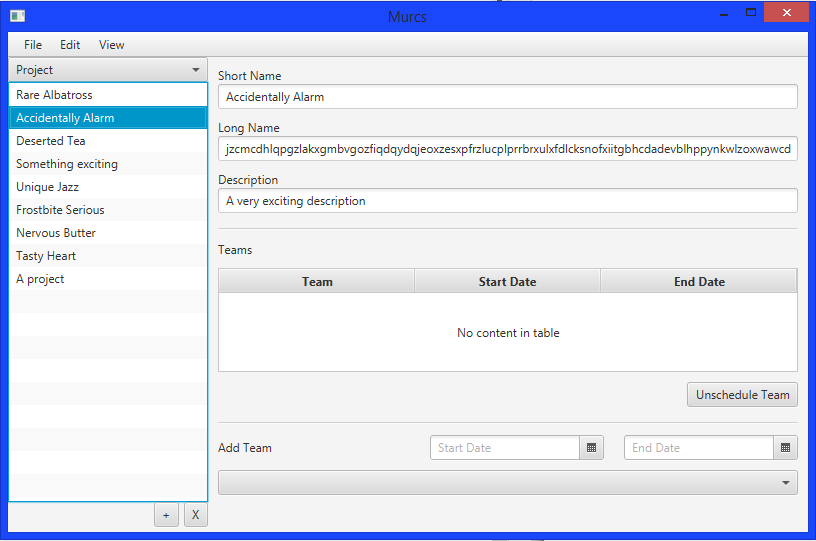 Murcs
File Edit View
Project
Rare Albatross
Accidentally Alarm
Deserted Tea
Something exciting
Unique Jazz
Frostbite Serious
Nervous Butter
Tasty Heart
A project
+ X
Short Name
Accidentally Alarm
Long Name
jzcmcdhlqpgzlakxgmbvgozfiqdqydqjeoxzesxpfrzlucplprrbrxulxfdlcksnofxiitgbhcdadevblhppynkwlzoxwawcd
Description
A very exciting description
Teams
Team Start Date End Date
No content in table
Unschedule Team
Add Team Start Date End Date